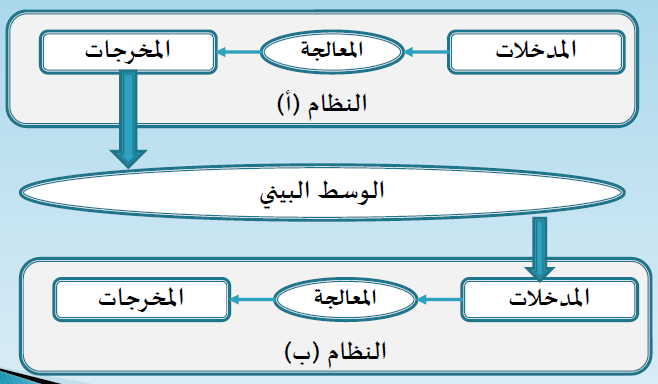 المدخلات
المعالجة
المخرجات
النظام (أ)
الوسط البيني
المدخلات
المعالجة
المخرجات
النظام (ب)